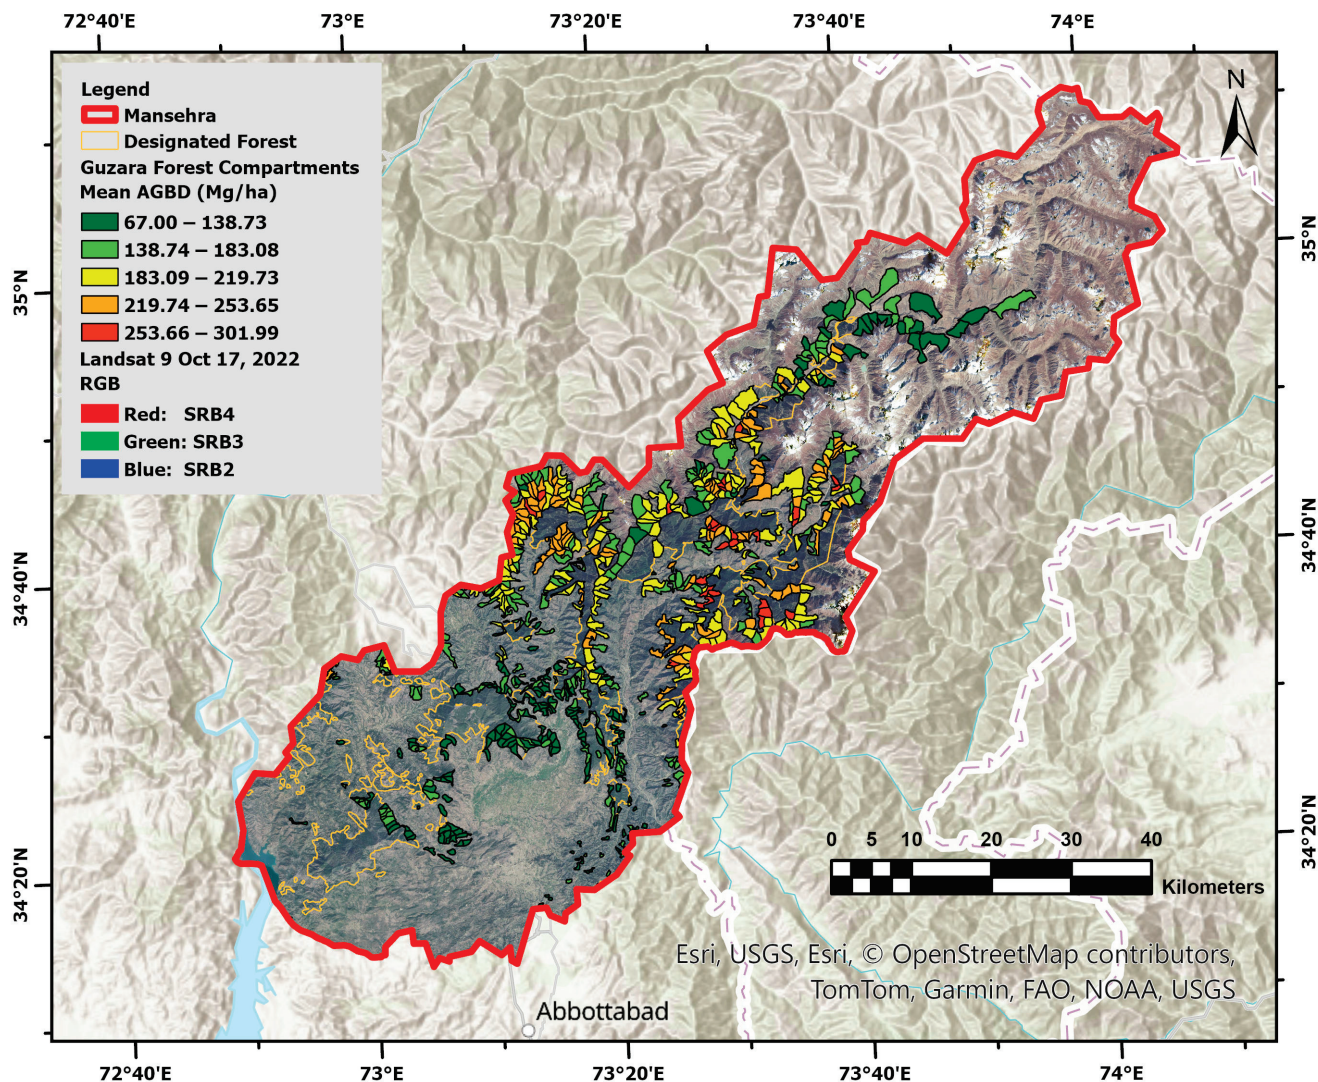 72°40'E 73°E 73°20'E 73°40'E 74°E
N
Legend
Mansehra
Designated Forest
Guzara Forest Compartments
Mean AGBD (Mg/ha)
67.00 – 138.73
138.74 – 183.08
183.09 – 219.73
219.74 – 253.65
253.66 – 301.99
Landsat 9 Oct 17, 2022
RGB
Red: SRB4
Green: SRB3
Blue: SRB2
35°N
34°40'N
34°20'N
35°N
34°40'N
34°20'N
0 5 10 20 30 40
Kilometers
Esri, USGS, Esri, © OpenStreetMap contributors,
TomTom, Garmin, FAO, NOAA, USGS
Abbottabad
72°40'E 73°E 73°20'E 73°40'E 74°E